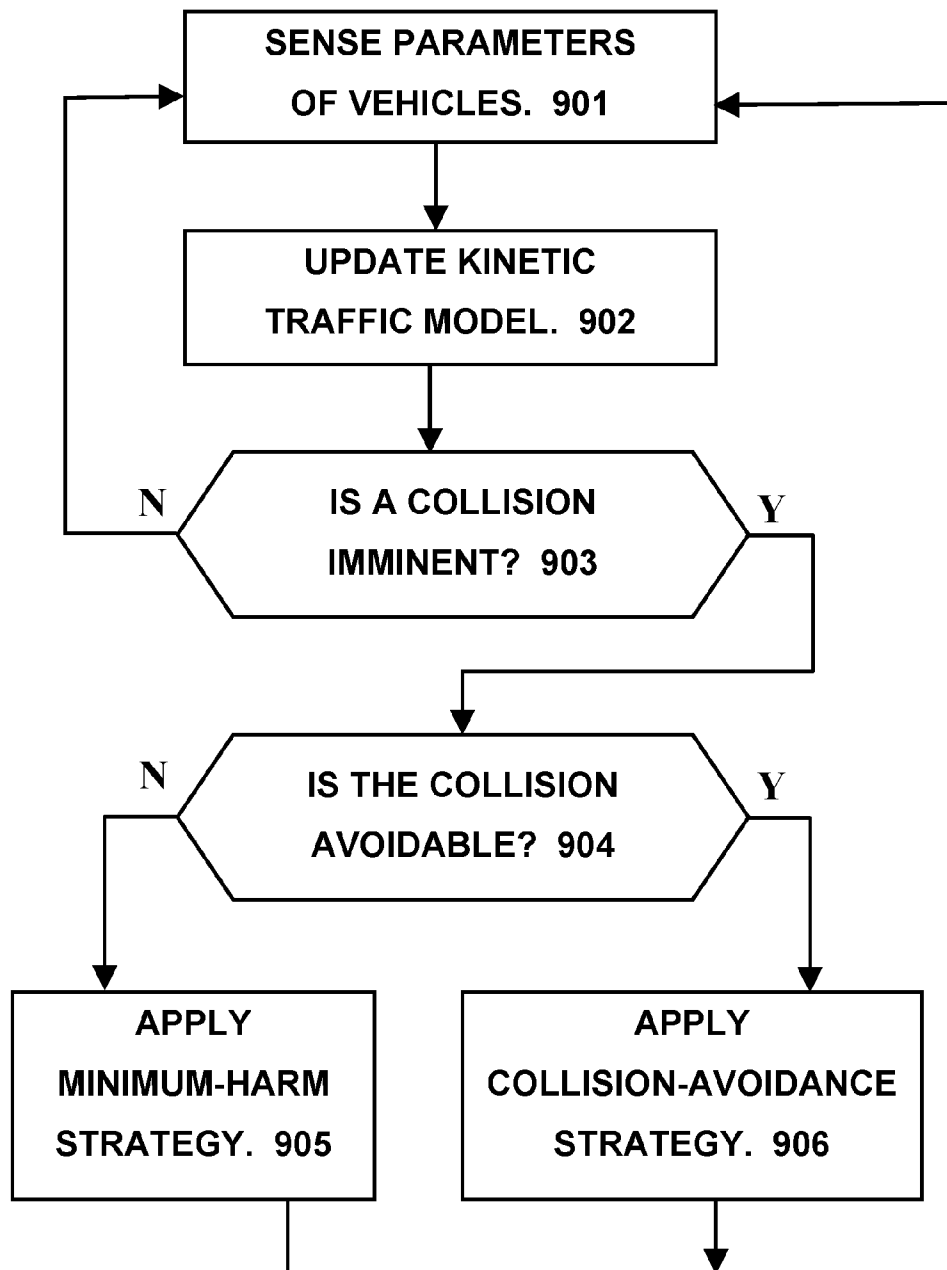 SENSE PARAMETERS
OF VEHICLES. 901
UPDATE KINETIC
TRAFFIC MODEL. 902
N
IS A COLLISION
IMMINENT? 903
Y
N
IS THE COLLISION
AVOIDABLE? 904
Y
APPLY
MINIMUM-HARM
STRATEGY. 905
APPLY
COLLISION-AVOIDANCE
STRATEGY. 906